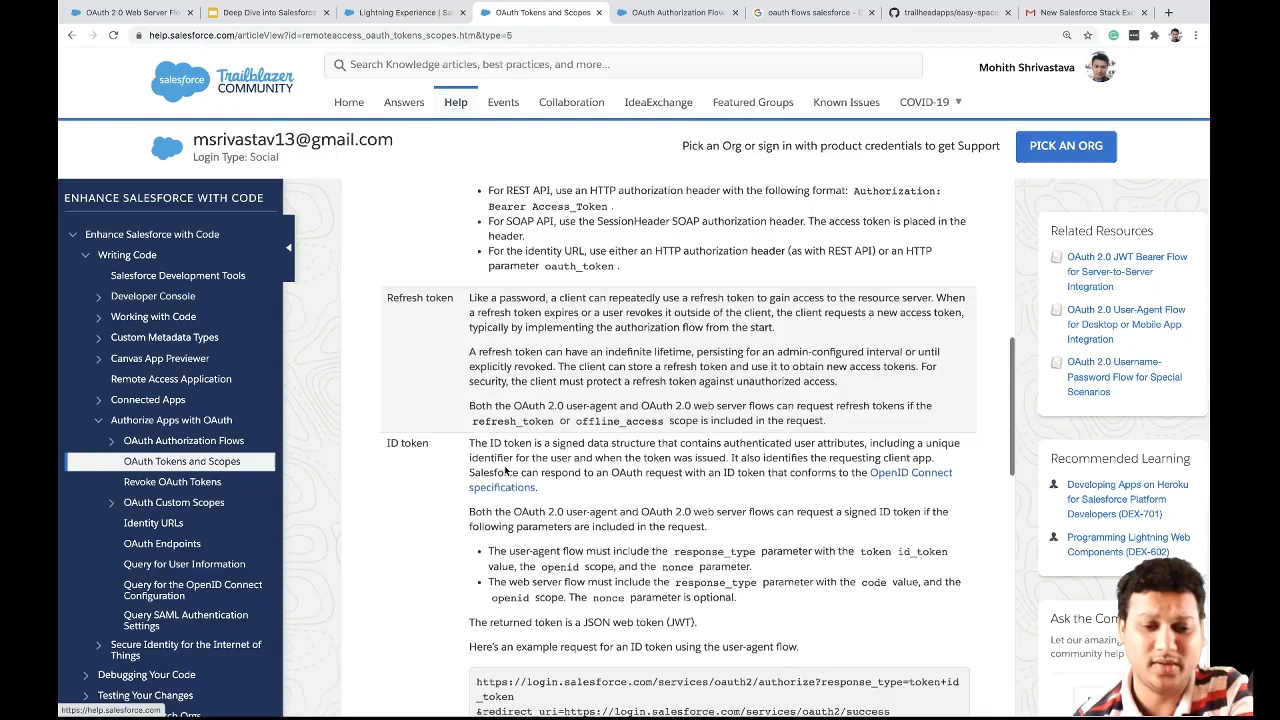 OAuth 2.0 Web Server Flo
Deep Dive into Salesforce
Lightning Experience | Sal
OAuth Tokens and Scopes
OAuth Authorization Flows
oauth flows salesforce - G
trailheadapps/easy-space
New Salesforce Stack Exc
help.salesforce.com/articleView?id=remoteaccess_oauth_tokens_scopes.htm&type=5
salesforce
Trailblazer
COMMUNITY
Search Knowledge articles, best practices, and more...
Mohith Shrivastava
Home
Answers
Help
Events
Collaboration
IdeaExchange
Featured Groups
Known Issues
COVID-19
msrivastav13@gmail.com
Login Type: Social
Pick an Org or sign in with product credentials to get Support
PICK AN ORG
ENHANCE SALESFORCE WITH CODE
Enhance Salesforce with Code
Writing Code
Salesforce Development Tools
Developer Console
Working with Code
Custom Metadata Types
Canvas App Previewer
Remote Access Application
Connected Apps
Authorize Apps with OAuth
OAuth Authorization Flows
OAuth Tokens and Scopes
Revoke OAuth Tokens
OAuth Custom Scopes
Identity URLs
OAuth Endpoints
Query for User Information
Query for the OpenID Connect
Configuration
Query SAML Authentication
Settings
Secure Identity for the Internet of
Things
Debugging Your Code
Testing Your Changes
https://help.salesforce.com
• For REST API, use an HTTP authorization header with the following format: Authorization:
Bearer Access_Token .
• For SOAP API, use the SessionHeader SOAP authorization header. The access token is placed in the
header.
• For the identity URL, use either an HTTP authorization header (as with REST API) or an HTTP
parameter oauth_token .
Refresh token
Like a password, a client can repeatedly use a refresh token to gain access to the resource server. When
a refresh token expires or a user revokes it outside of the client, the client requests a new access token,
typically by implementing the authorization flow from the start.
A refresh token can have an indefinite lifetime, persisting for an admin-configured interval or until
explicitly revoked. The client can store a refresh token and use it to obtain new access tokens. For
security, the client must protect a refresh token against unauthorized access.
Both the OAuth 2.0 user-agent and OAuth 2.0 web server flows can request refresh tokens if the
refresh_token or offline_access scope is included in the request.
ID token
The ID token is a signed data structure that contains authenticated user attributes, including a unique
identifier for the user and when the token was issued. It also identifies the requesting client app.
Salesforce can respond to an OAuth request with an ID token that conforms to the OpenID Connect
specifications.
Both the OAuth 2.0 user-agent and OAuth 2.0 web server flows can request a signed ID token if the
following parameters are included in the request.
• The user-agent flow must include the response_type parameter with the token id_token
value, the openid scope, and the nonce parameter.
• The web server flow must include the response_type parameter with the code value, and the
openid scope. The nonce parameter is optional.
The returned token is a JSON web token (JWT).
Here's an example request for an ID token using the user-agent flow.
https://login.salesforce.com/services/oauth2/authorize?response_type=token+id
_token
Related Resources
OAuth 2.0 JWT Bearer Flow
for Server-to-Server
Integration
OAuth 2.0 User-Agent Flow
for Desktop or Mobile App
Integration
OAuth 2.0 Username-
Password Flow for Special
Scenarios
Recommended Learning
Developing Apps on Heroku
for Salesforce Platform
Developers (DEX-701)
Programming Lightning Web
Components (DEX-602)
Ask the Com
Let our amazing
community help